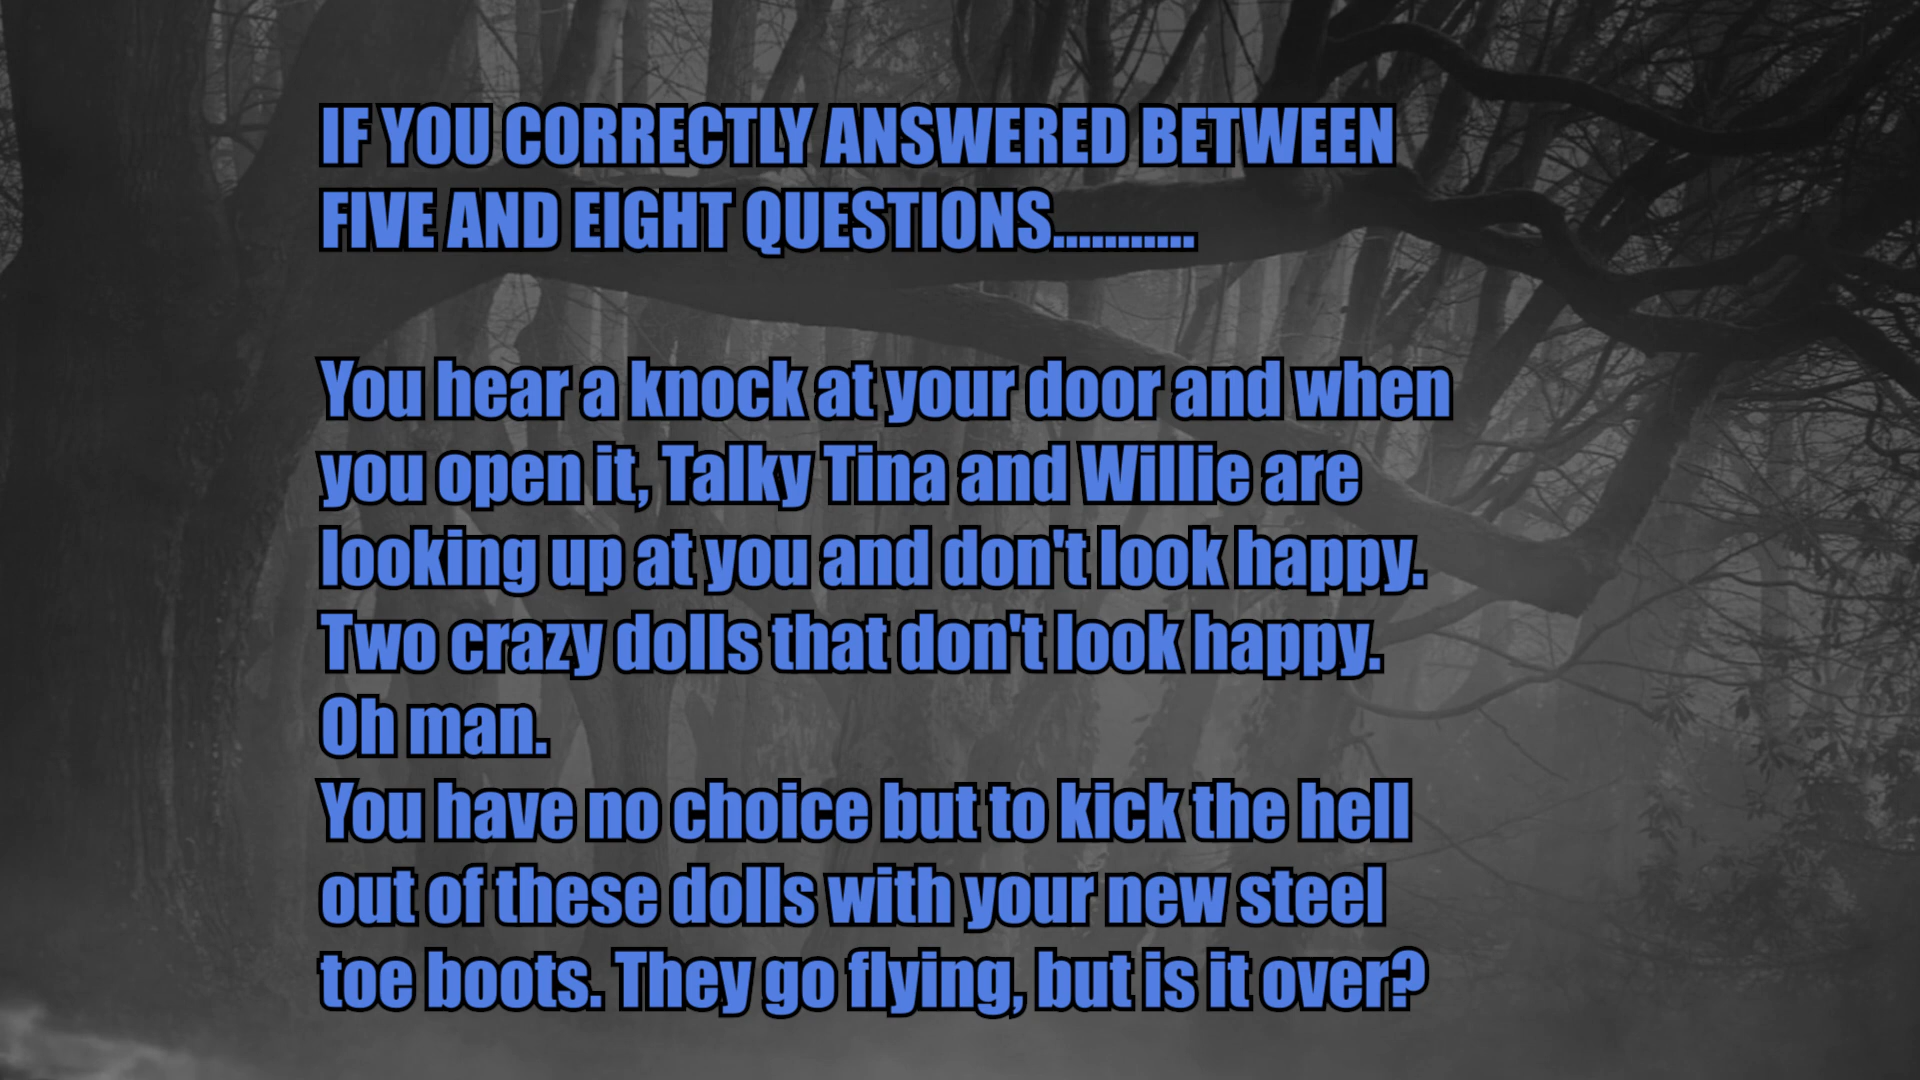 IF YOU CORRECTLY ANSWERED BETWEEN
FIVE AND EIGHT QUESTIONS...........
You hear a knock at your door and when
you open it, Talky Tina and Willie are
looking up at you and don't look happy.
Two crazy dolls that don't look happy.
Oh man.
You have no choice but to kick the hell
out of these dolls with your new steel
toe boots. They go flying, but is it over?